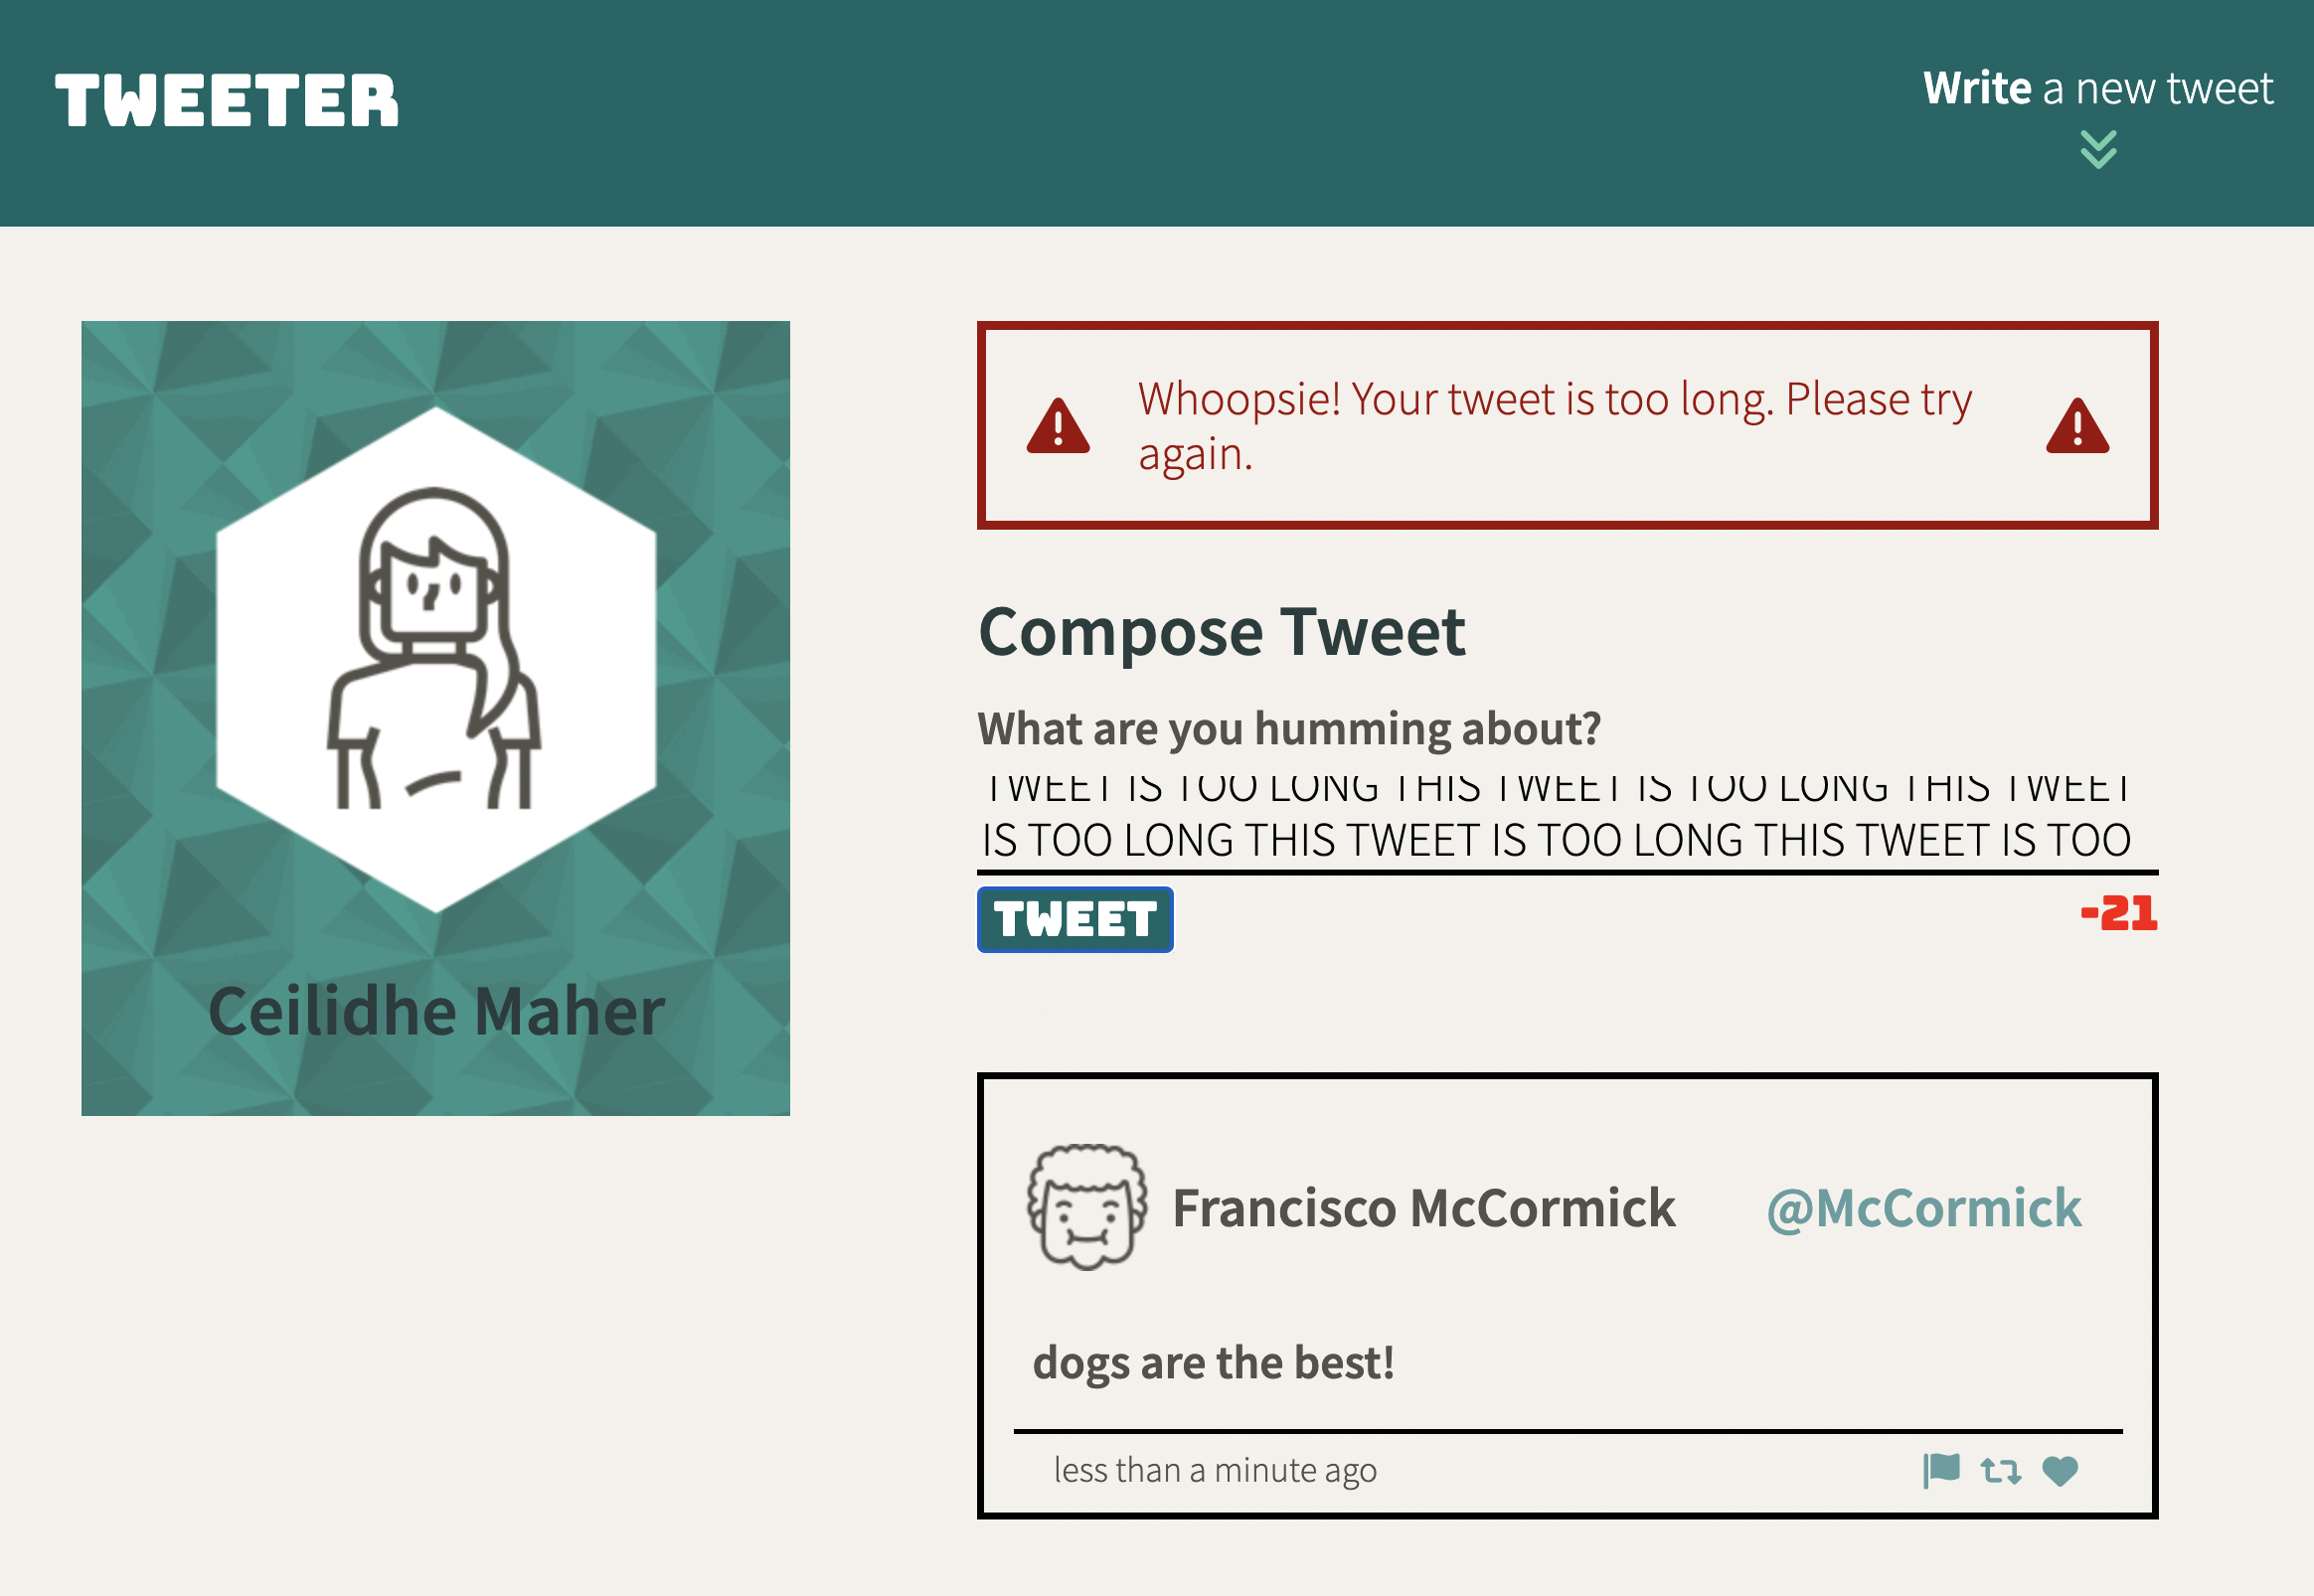 TWEETER
Write a new tweet
Ceilidhe Maher
Whoopsie! Your tweet is too long. Please try
again.
Compose Tweet
What are you humming about?
TWEET IS TOO LONG THIS TWEET IS TOO LONG THIS TWEET
IS TOO LONG THIS TWEET IS TOO LONG THIS TWEET IS TOO
TWEET
-21
Francisco McCormick
@McCormick
dogs are the best!
less than a minute ago